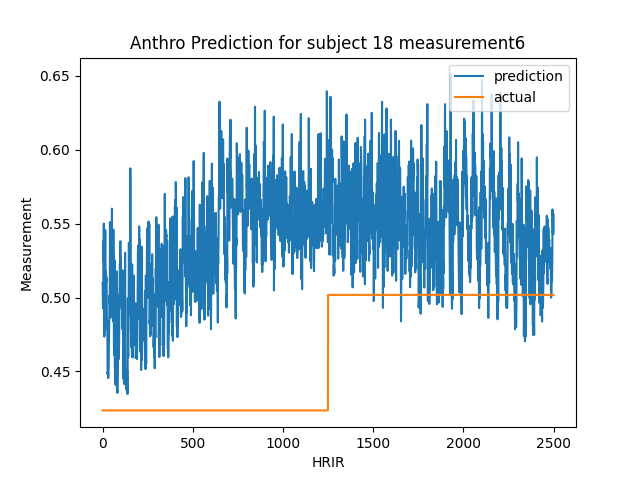 Anthro Prediction for subject 18 measurement6
prediction
actual
Measurement
0.65
0.60
0.55
0.50
0.45
0
500
1000
1500
2000
2500
HRIR